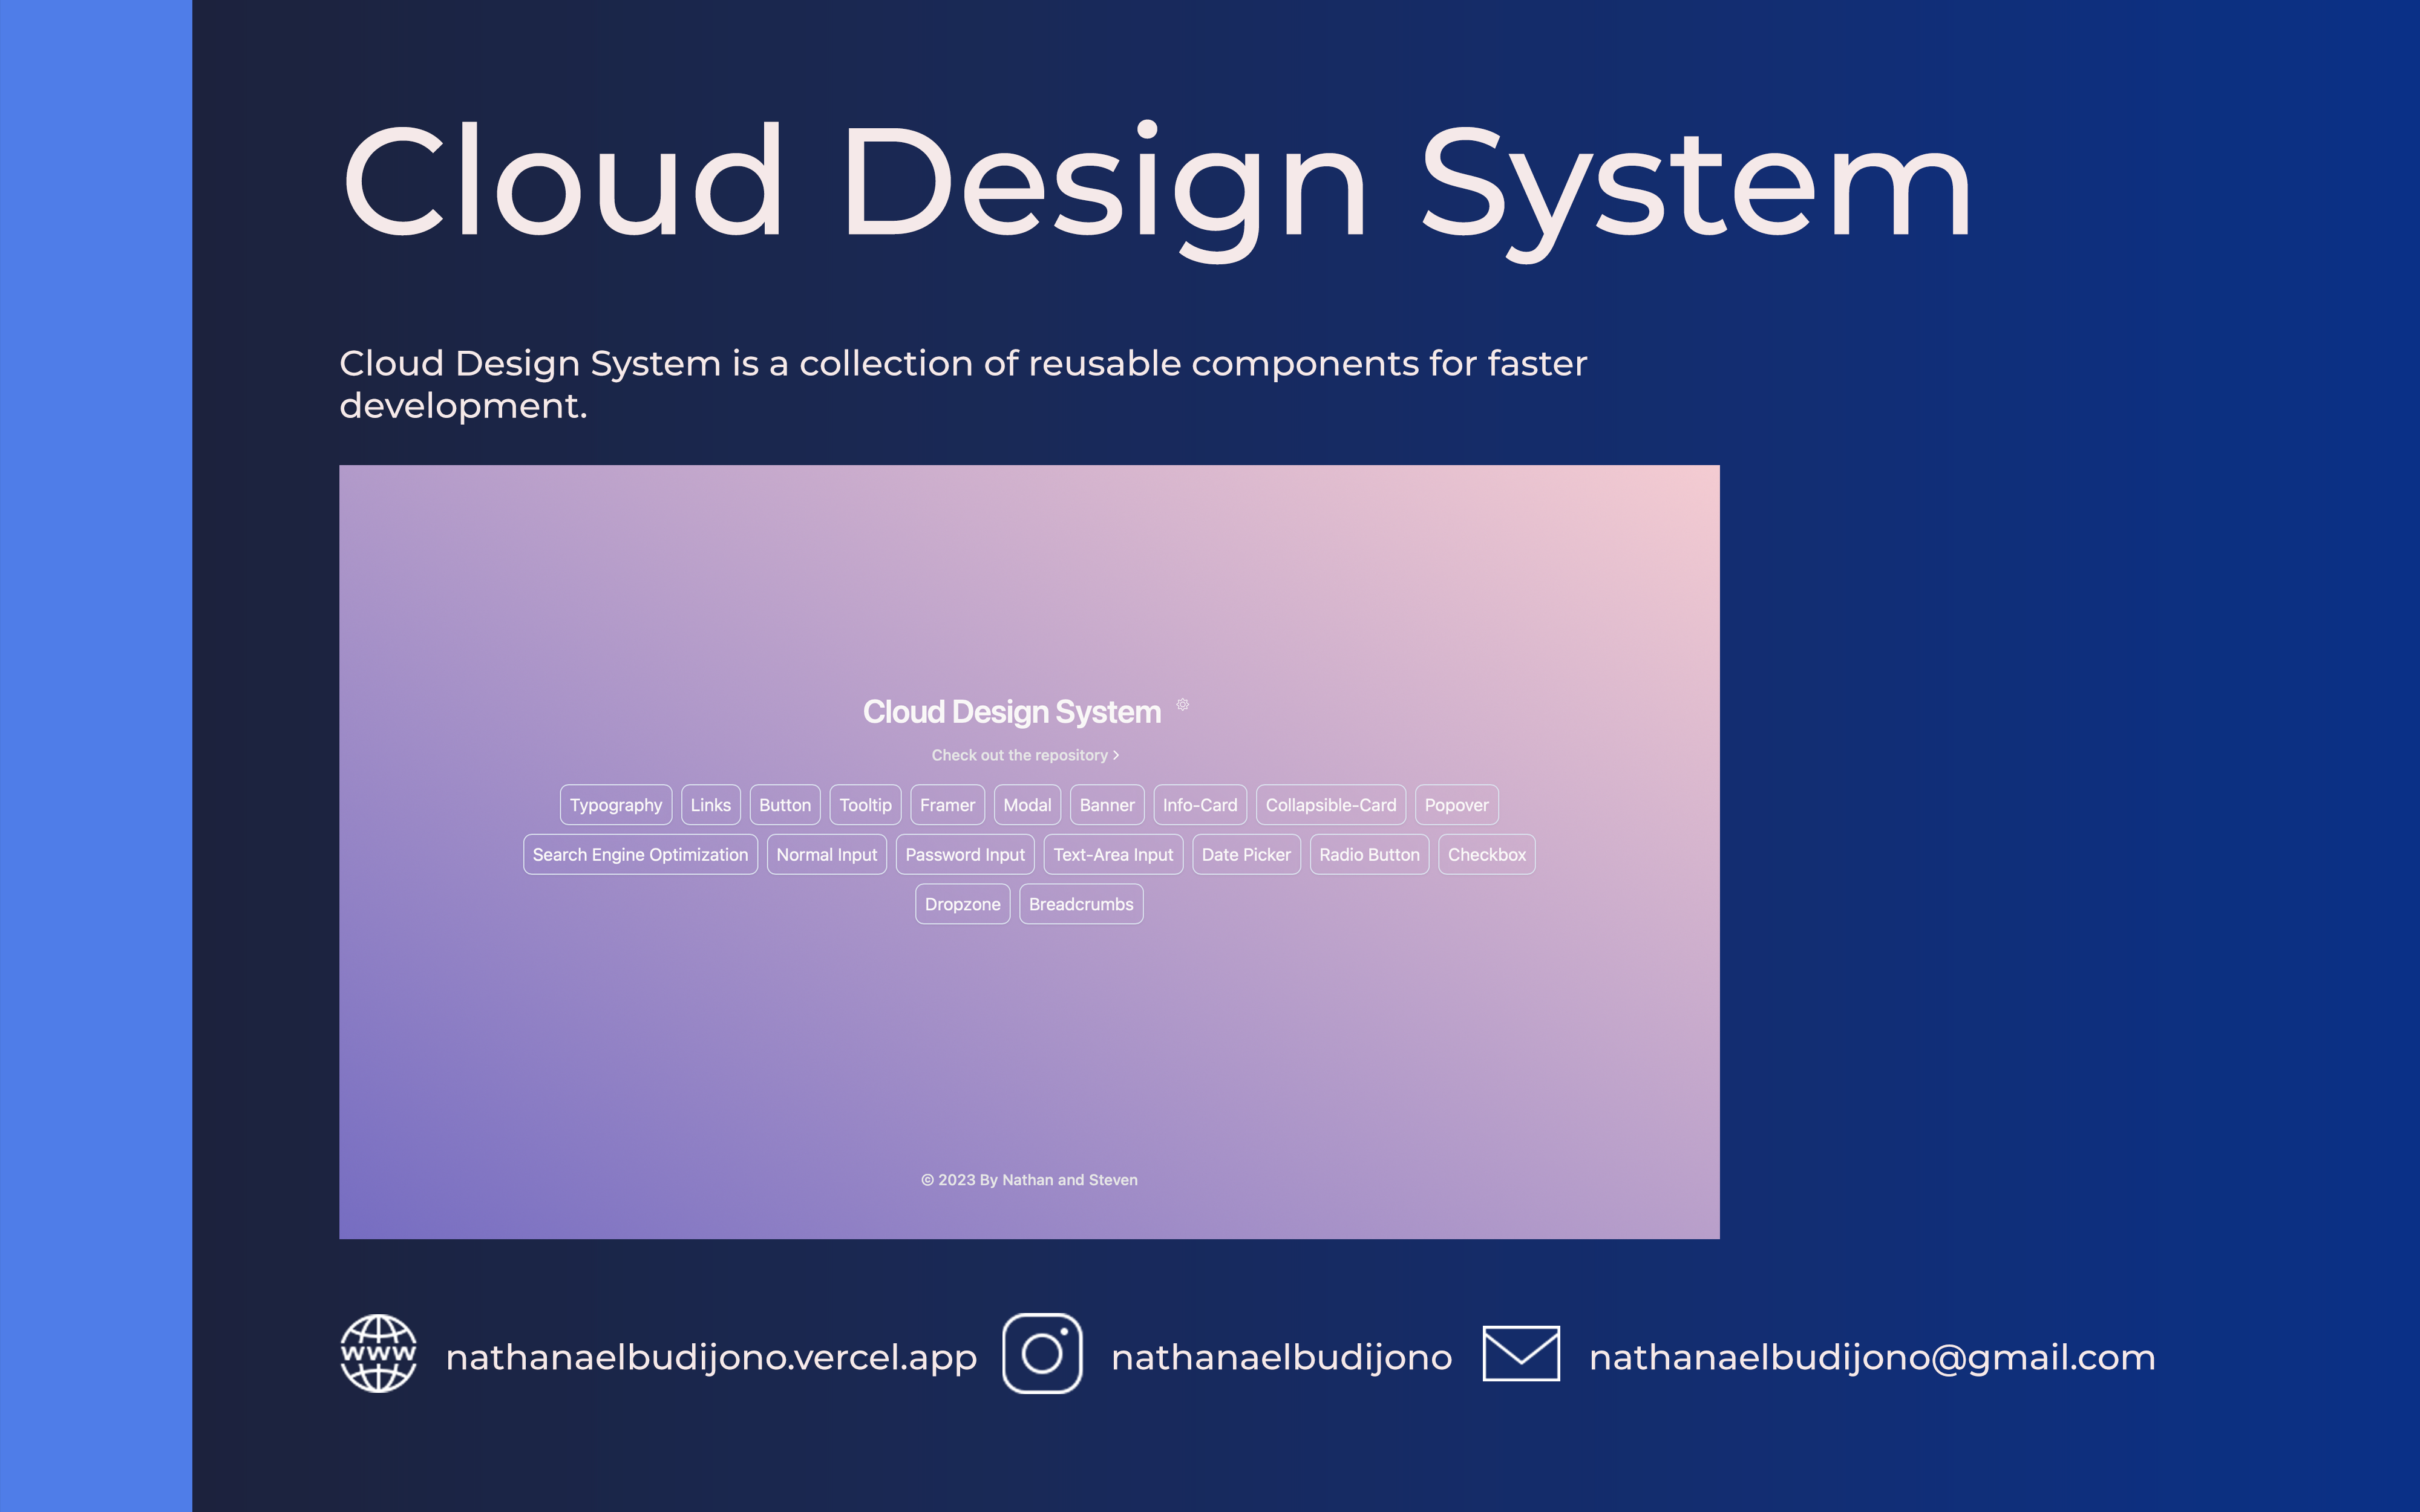 Cloud Design System
Cloud Design System is a collection of reusable components for faster
development.
Cloud Design System
Check out the repository >
Typography Links Button Tooltip Framer Modal Banner Info-Card Collapsible-Card Popover
Search Engine Optimization Normal Input Password Input Text-Area Input Date Picker Radio Button Checkbox
Dropzone Breadcrumbs
© 2023 By Nathan and Steven
www nathanaelbudijono.vercel.app nathanaelbudijono nathanaelbudijono@gmail.com